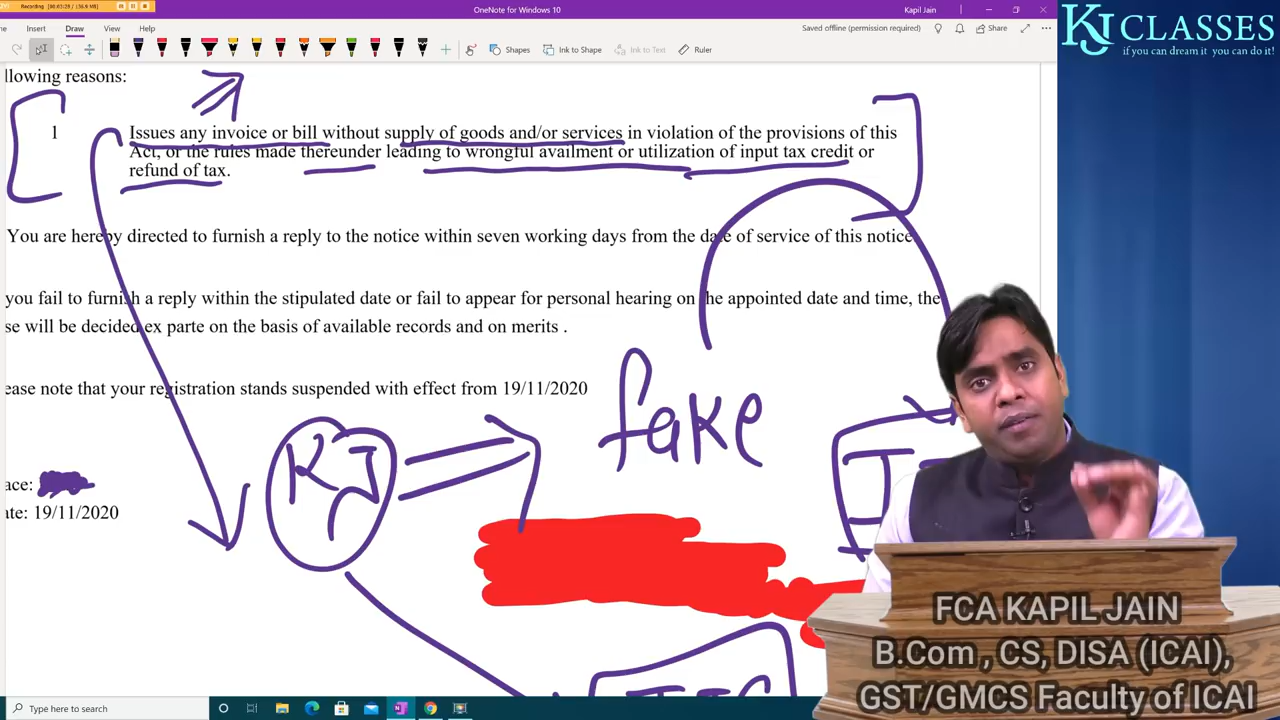 Recording [00:03:29 / 136.9 MB]
OneNote for Windows 10
Kapil Jain
Insert Draw View Help
Saved offline (permission required)
Share
Shapes Ink to Shape Ink to Text Ruler
llowing reasons:
1 Issues any invoice or bill without supply of goods and/or services in violation of the provisions of this
Act, or the rules made thereunder leading to wrongful availment or utilization of input tax credit or
refund of tax.
You are hereby directed to furnish a reply to the notice within seven working days from the date of service of this notice
you fail to furnish a reply within the stipulated date or fail to appear for personal hearing on the appointed date and time, the
se will be decided ex parte on the basis of available records and on merits .
ease note that your registration stands suspended with effect from 19/11/2020
fake
KJ
ace:
ate: 19/11/2020
ITC
KJ CLASSES
if you can dream it you can do it!
FCA KAPIL JAIN
B.Com , CS, DISA (ICAI),
GST/GMCS Faculty of ICAI
Type here to search